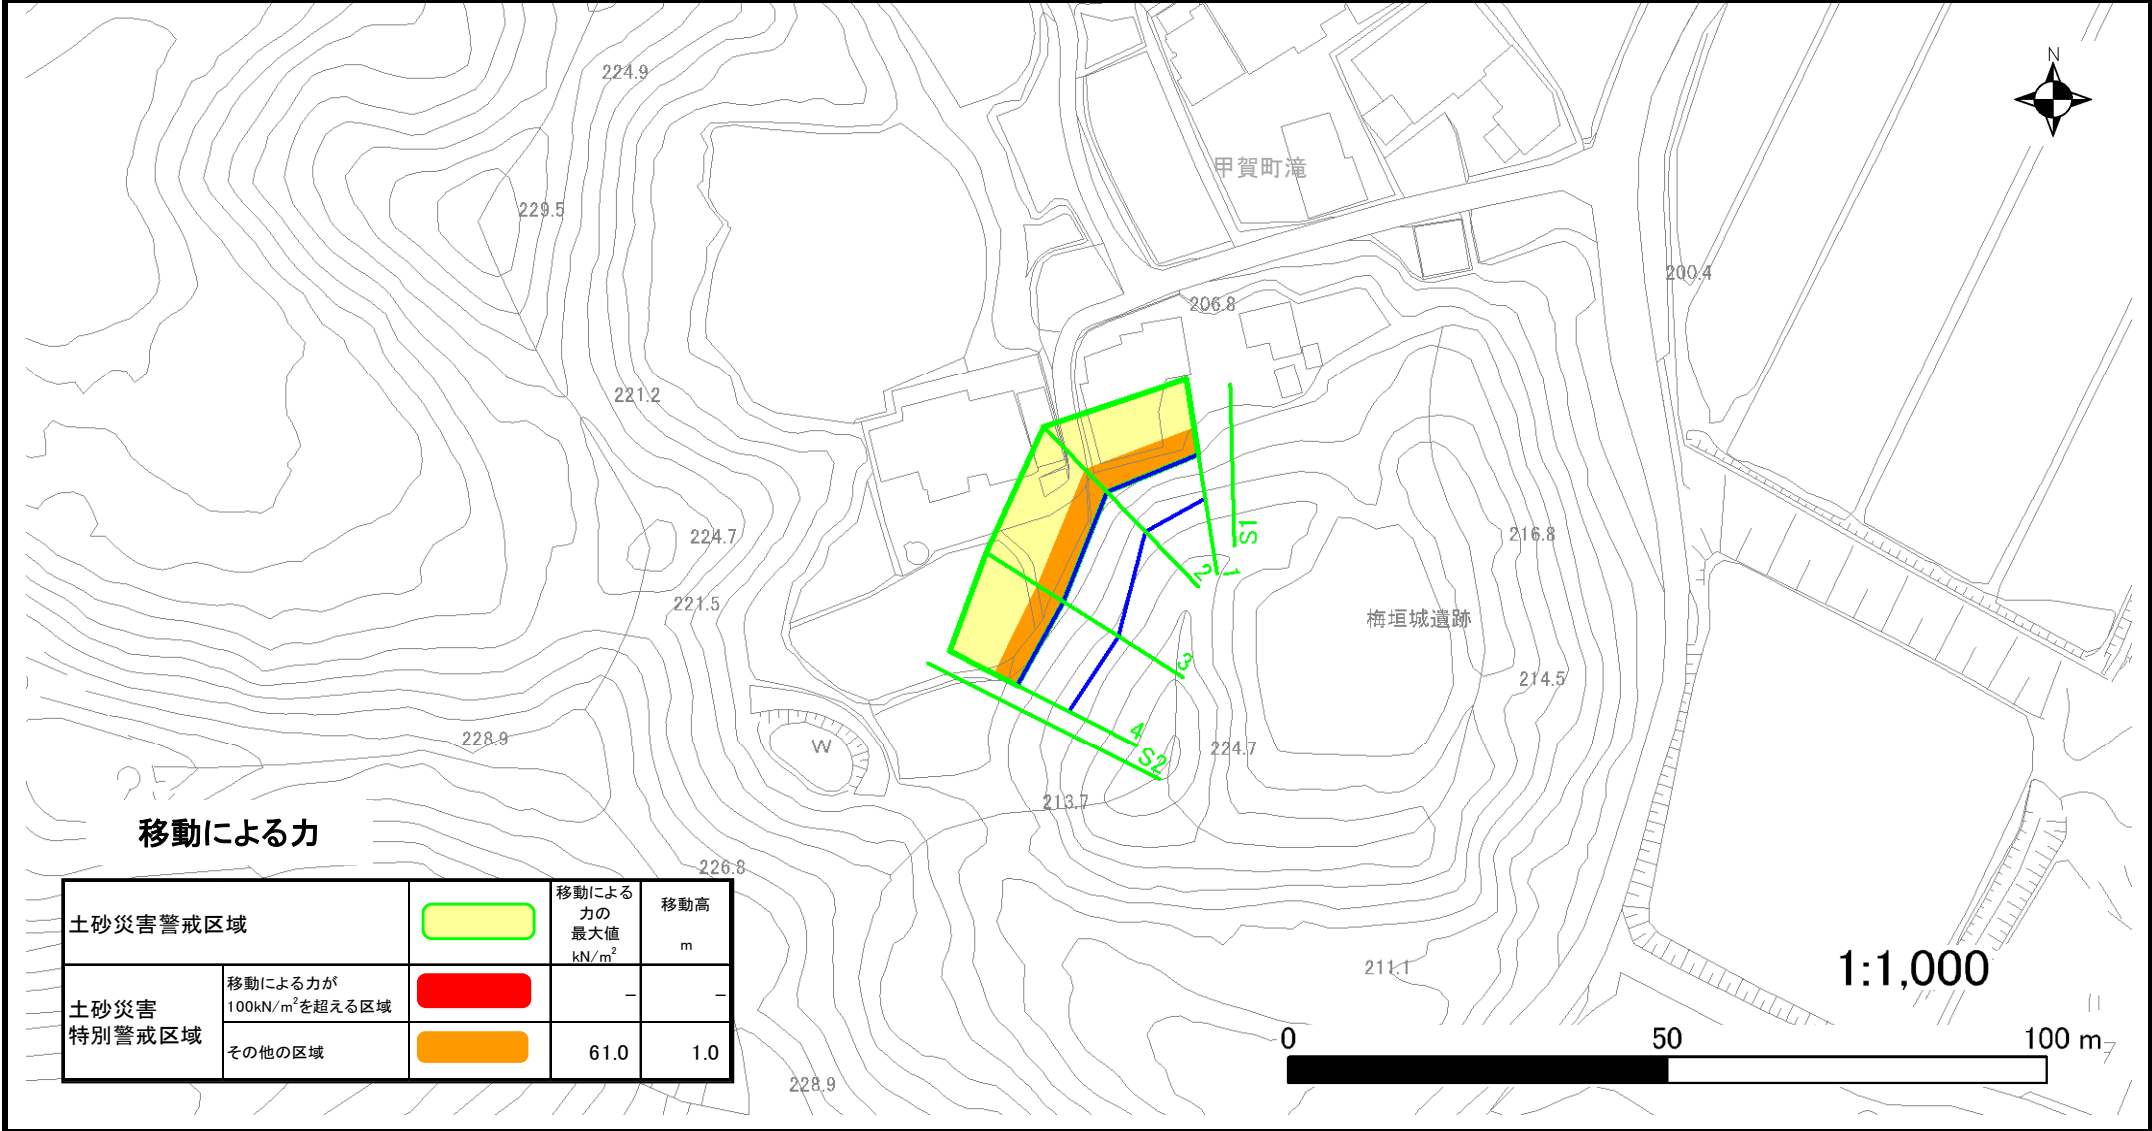 N
224.9
甲賀町滝
229.5
200.4
206.8
221.2
224.7
216.8
S1
1
2
221.5
梅垣城遺跡
3
214.5
4
S2
228.9
W
224.7
213.7
移動による力
226.8
土砂災害警戒区域
移動による
力の
最大値
kN/m²
移動高
m
土砂災害
特別警戒区域
移動による力が
100kN/m²を超える区域
-
-
その他の区域
61.0
1.0
211.1
1:1,000
0
50
100 m
228.9